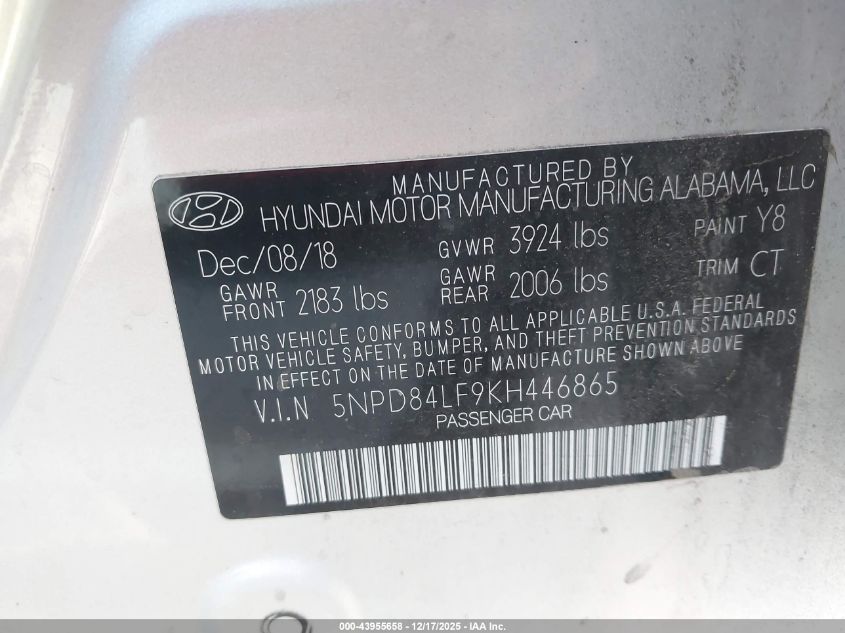 MANUFACTURED BY
HYUNDAI MOTOR MANUFACTURING ALABAMA, LLC
Dec/08/18 GVWR 3924 lbs PAINT Y8
GAWR FRONT 2183 lbs GAWR REAR 2006 lbs TRIM CT
THIS VEHICLE CONFORMS TO ALL APPLICABLE U.S.A. FEDERAL
MOTOR VEHICLE SAFETY, BUMPER, AND THEFT PREVENTION STANDARDS
IN EFFECT ON THE DATE OF MANUFACTURE SHOWN ABOVE
V.I.N 5NPD84LF9KH446865
PASSENGER CAR
000-43955658 - 12/17/2025 - IAA Inc.